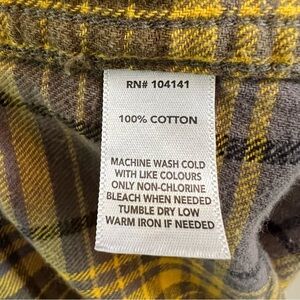 RN# 104141
100% COTTON
MACHINE WASH COLD
WITH LIKE COLOURS
ONLY NON-CHLORINE
BLEACH WHEN NEEDED
TUMBLE DRY LOW
WARM IRON IF NEEDED